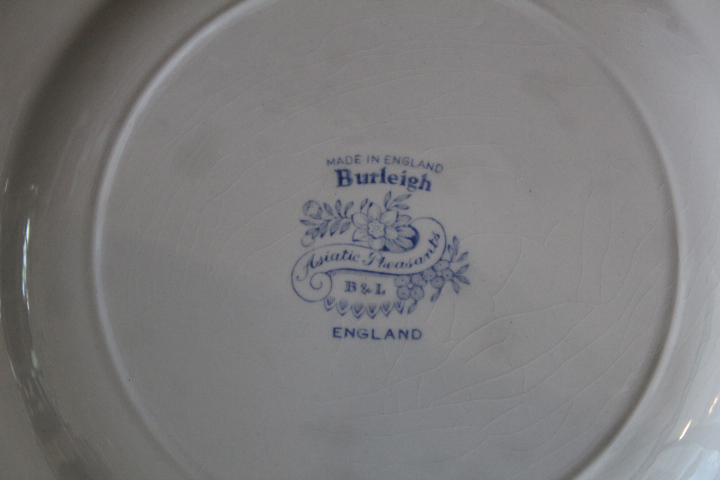 MADE IN ENGLAND
Burleigh
Asiatic Pheasants
B & L
ENGLAND